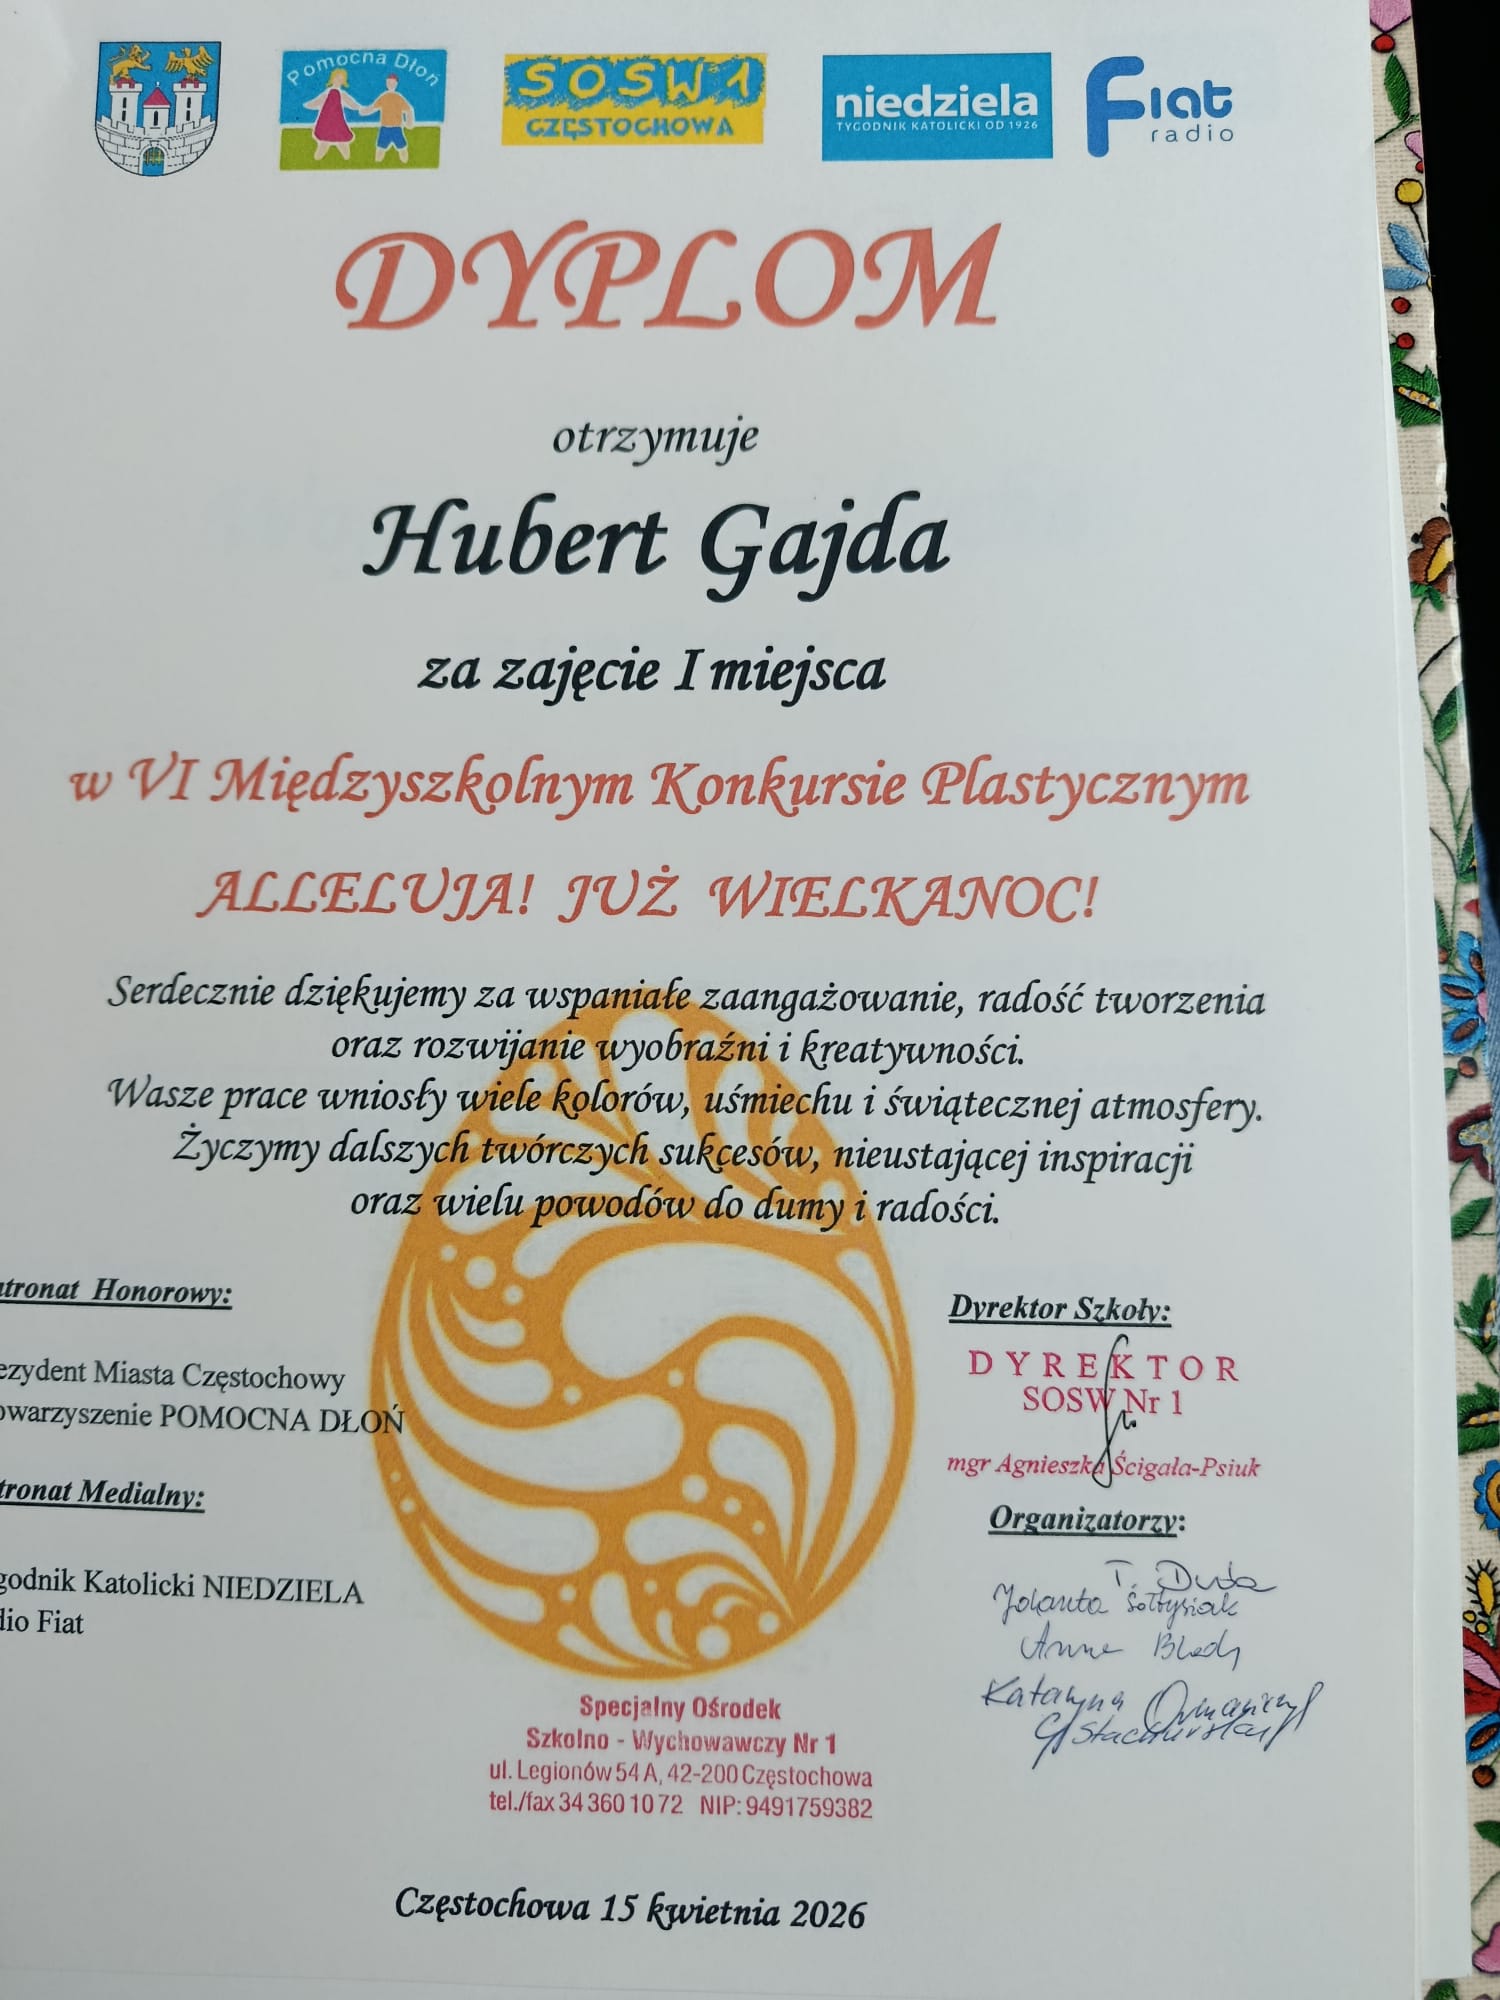 Pomocna Dłoń
SOSW 1
CZĘSTOCHOWA
niedziela
TYGODNIK KATOLICKI OD 1926
Fiat
radio
DYPLOM
otrzymuje
Hubert Gajda
za zajęcie I miejsca
w VI Międzyszkolnym Konkursie Plastycznym
ALLELUJA! JUŻ WIELKANOC!
Serdecznie dziękujemy za wspaniałe zaangażowanie, radość tworzenia
oraz rozwijanie wyobraźni i kreatywności.
Wasze prace wniosły wiele kolorów, uśmiechu i świątecznej atmosfery.
Życzymy dalszych twórczych sukcesów, nieustającej inspiracji
oraz wielu powodów do dumy i radości.
tronat Honorowy:
ezydent Miasta Częstochowy
owarzyszenie POMOCNA DŁOŃ
tronat Medialny:
godnik Katolicki NIEDZIELA
dio Fiat
Dyrektor Szkoły:
DYREKTOR
SOSW Nr 1
mgr Agnieszka Ścigała-Psiuk
Organizatorzy:
T. Duda
Jolanta Sołtysiak
Anna
Katarzyna
Specjalny Ośrodek
Szkolno - Wychowawczy Nr 1
ul. Legionów 54 A, 42-200 Częstochowa
tel./fax 34 360 10 72 NIP: 9491759382
Częstochowa 15 kwietnia 2026